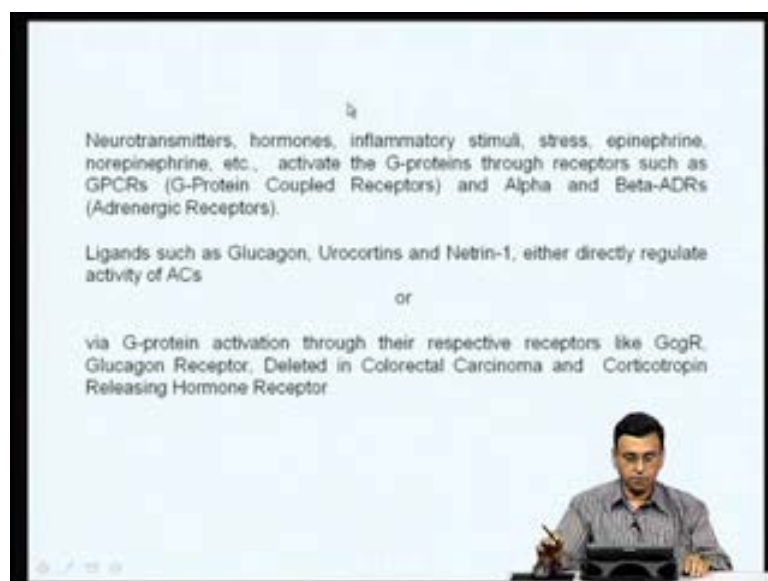 Neurotransmitters, hormones, inflammatory stimuli, stress, epinephrine,
norepinephrine, etc., activate the G-proteins through receptors such as
GPCRs (G-Protein Coupled Receptors) and Alpha and Beta-ADRs
(Adrenergic Receptors).
Ligands such as Glucagon, Urocortins and Netrin-1, either directly regulate
activity of ACs
or
via G-protein activation through their respective receptors like GcgR,
Glucagon Receptor, Deleted in Colorectal Carcinoma and Corticotropin
Releasing Hormone Receptor